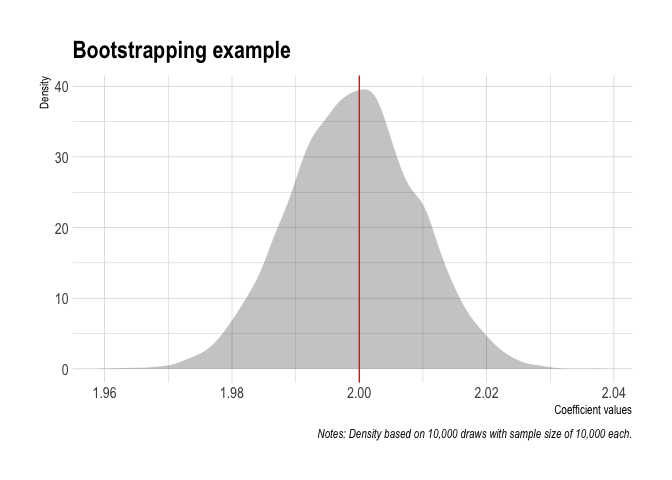 Bootstrapping example
Density
40
30
20
10
0
1.96 1.98 2.00 2.02 2.04
Coefficient values
Notes: Density based on 10,000 draws with sample size of 10,000 each.